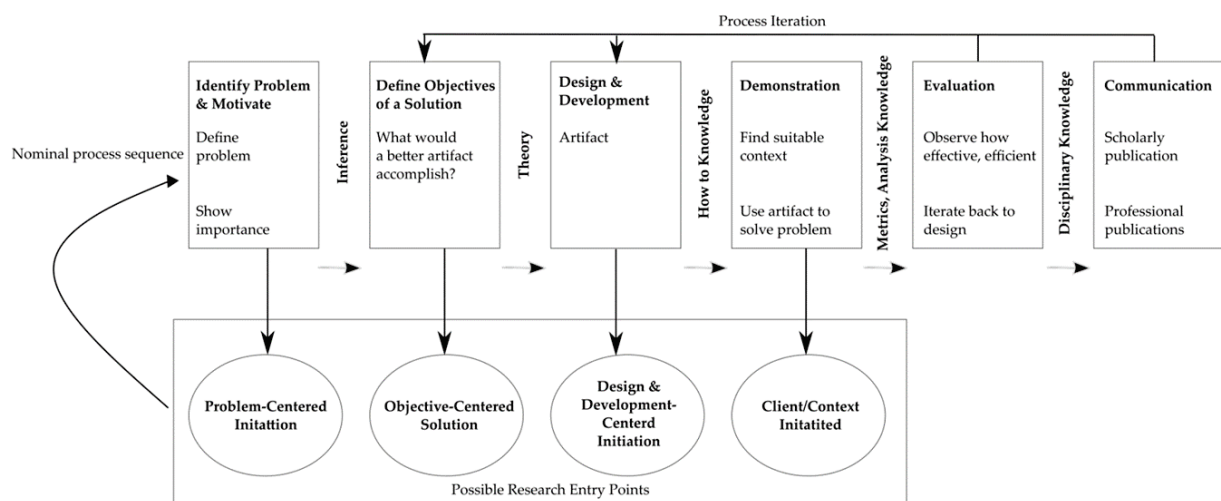 Process Iteration
Nominal process sequence
Identify Problem
& Motivate
Define
problem
Show
importance
Inference
Define Objectives
of a Solution
What would
a better artifact
accomplish?
Theory
Design &
Development
Artifact
How to Knowledge
Demonstration
Find suitable
context
Use artifact to
solve problem
Metrics, Analysis Knowledge
Evaluation
Observe how
effective, efficient
Iterate back to
design
Disciplinary Knowledge
Communication
Scholarly
publication
Professional
publications
Problem-Centered
Initattion
Objective-Centered
Solution
Design &
Development-
Centerd
Initiation
Client/Context
Initatited
Possible Research Entry Points